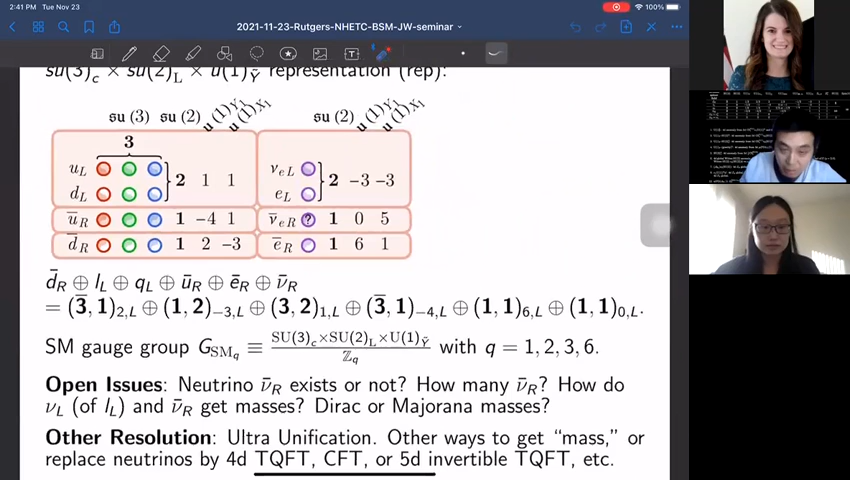 2:41 PM Tue Nov 23
100%
2021-11-23-Rutgers-NHETC-BSM-JW-seminar
su(3)c × su(2)L × u(1)Ỹ representation (rep):
𝔰𝔲(3) 𝔰𝔲(2) 𝔲(1)Y₁ 𝔲(1)X₁
𝔰𝔲(2) 𝔲(1)Y₁ 𝔲(1)X₁
3
uL
dL
2 1 1
νeL
eL
2 −3 −3
ūR 1 −4 1
ν̄eR ? 1 0 5
d̄R 1 2 −3
ēR 1 6 1
d̄R ⊕ lL ⊕ qL ⊕ ūR ⊕ ēR ⊕ ν̄R
= (3̄, 1)2,L ⊕ (1, 2)−3,L ⊕ (3, 2)1,L ⊕ (3̄, 1)−4,L ⊕ (1, 1)6,L ⊕ (1, 1)0,L.
SM gauge group GSMq ≡ SU(3)c×SU(2)L×U(1)Ỹ / ℤq with q = 1, 2, 3, 6.
Open Issues: Neutrino ν̄R exists or not? How many ν̄R? How do
νL (of lL) and ν̄R get masses? Dirac or Majorana masses?
Other Resolution: Ultra Unification. Other ways to get “mass,” or
replace neutrinos by 4d TQFT, CFT, or 5d invertible TQFT, etc.